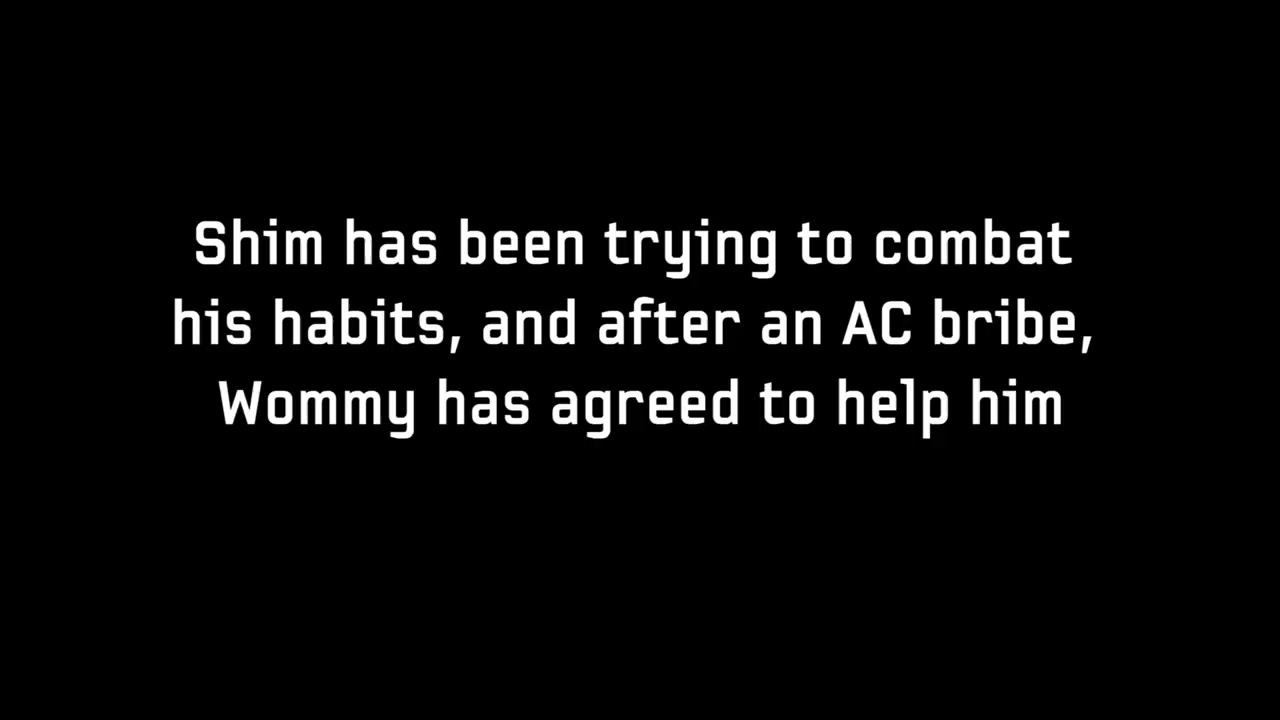 Shim has been trying to combat
his habits, and after an AC bribe,
Wommy has agreed to help him